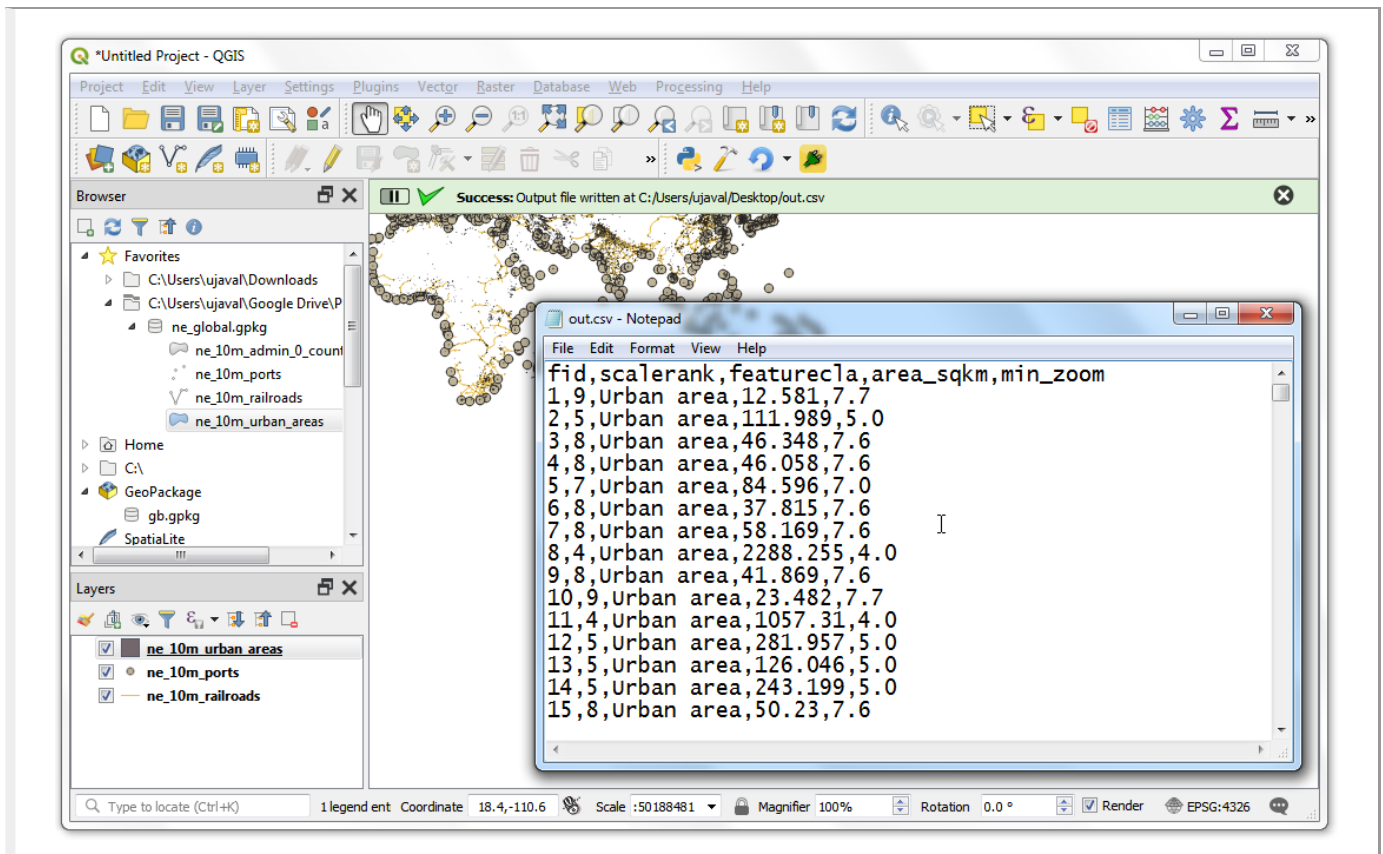 *Untitled Project - QGIS
Project Edit View Layer Settings Plugins Vector Raster Database Web Processing Help
Browser
Success: Output file written at C:/Users/ujaval/Desktop/out.csv
Favorites
C:\Users\ujaval\Downloads
C:\Users\ujaval\Google Drive\P
ne_global.gpkg
ne_10m_admin_0_count
ne_10m_ports
ne_10m_railroads
ne_10m_urban_areas
Home
C:\
GeoPackage
gb.gpkg
SpatiaLite
Layers
ne_10m_urban_areas
ne_10m_ports
ne_10m_railroads
out.csv - Notepad
File Edit Format View Help
fid,scalerank,featurecla,area_sqkm,min_zoom
1,9,Urban area,12.581,7.7
2,5,Urban area,111.989,5.0
3,8,Urban area,46.348,7.6
4,8,Urban area,46.058,7.6
5,7,Urban area,84.596,7.0
6,8,Urban area,37.815,7.6
7,8,Urban area,58.169,7.6
8,4,Urban area,2288.255,4.0
9,8,Urban area,41.869,7.6
10,9,Urban area,23.482,7.7
11,4,Urban area,1057.31,4.0
12,5,Urban area,281.957,5.0
13,5,Urban area,126.046,5.0
14,5,Urban area,243.199,5.0
15,8,Urban area,50.23,7.6
Type to locate (Ctrl+K) 1 legend ent Coordinate 18.4,-110.6 Scale :50188481 Magnifier 100% Rotation 0.0 ° Render EPSG:4326